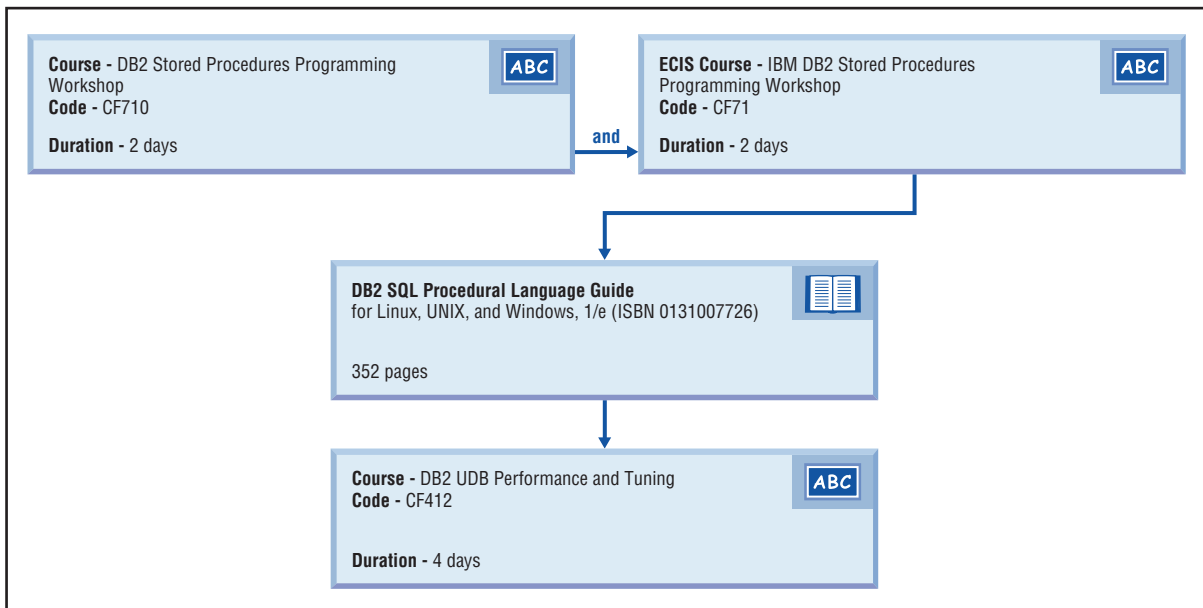 Course - DB2 Stored Procedures Programming
Workshop
Code - CF710
Duration - 2 days
ABC
and
ECIS Course - IBM DB2 Stored Procedures
Programming Workshop
Code - CF71
Duration - 2 days
ABC
DB2 SQL Procedural Language Guide
for Linux, UNIX, and Windows, 1/e (ISBN 0131007726)
352 pages
Course - DB2 UDB Performance and Tuning
Code - CF412
Duration - 4 days
ABC